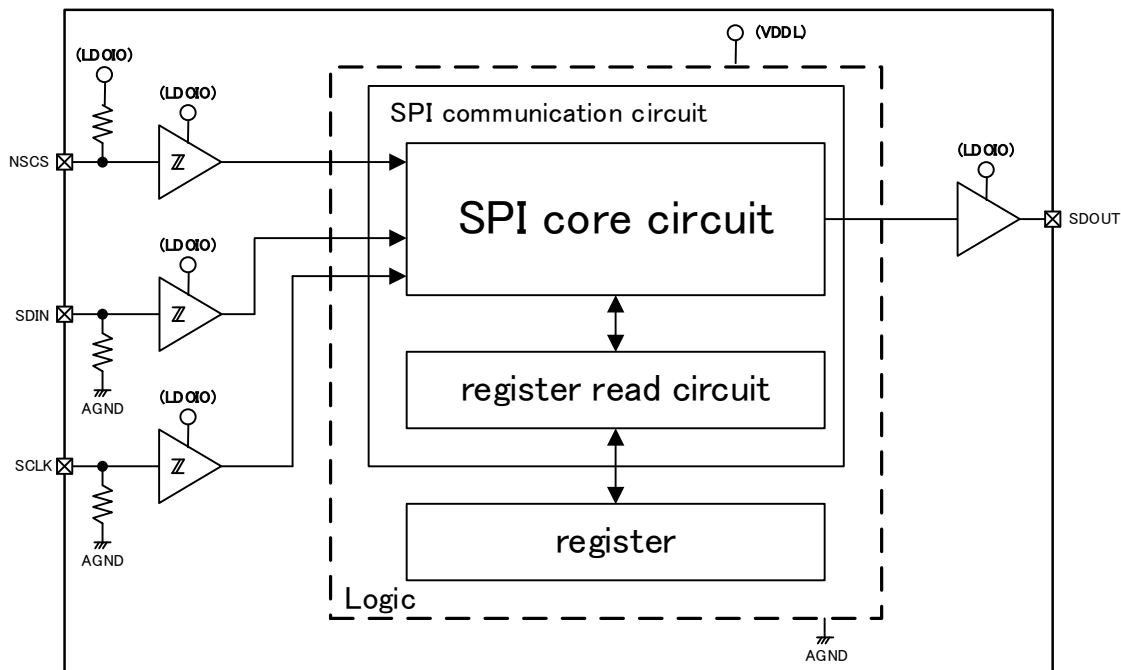 (VDDL)
(LDOIO)
(LDOIO)
SPI communication circuit
NSCS
SPI core circuit
(LDOIO)
SDOUT
(LDOIO)
SDIN
AGND
register read circuit
(LDOIO)
SCLK
AGND
register
Logic
AGND